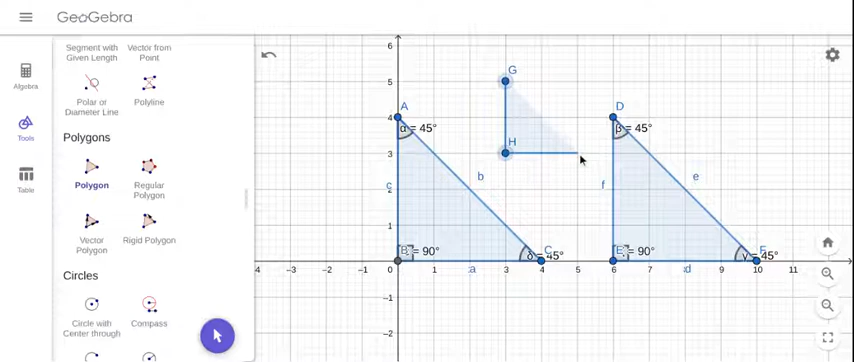 GeoGebra
Algebra
Tools
Table
Segment with Given Length
Vector from Point
Polar or Diameter Line
Polyline
Polygons
Polygon
Regular Polygon
Vector Polygon
Rigid Polygon
Circles
Circle with Center through
Compass
6
5
4
3
2
−1
−2
4
−3
−2
−1
0
1
3
4
5
6
7
8
9
10
11
A
α = 45°
c
b
B = 90°
a
C
δ = 45°
G
H
D
β = 45°
f
e
E = 90°
d
F
γ = 45°